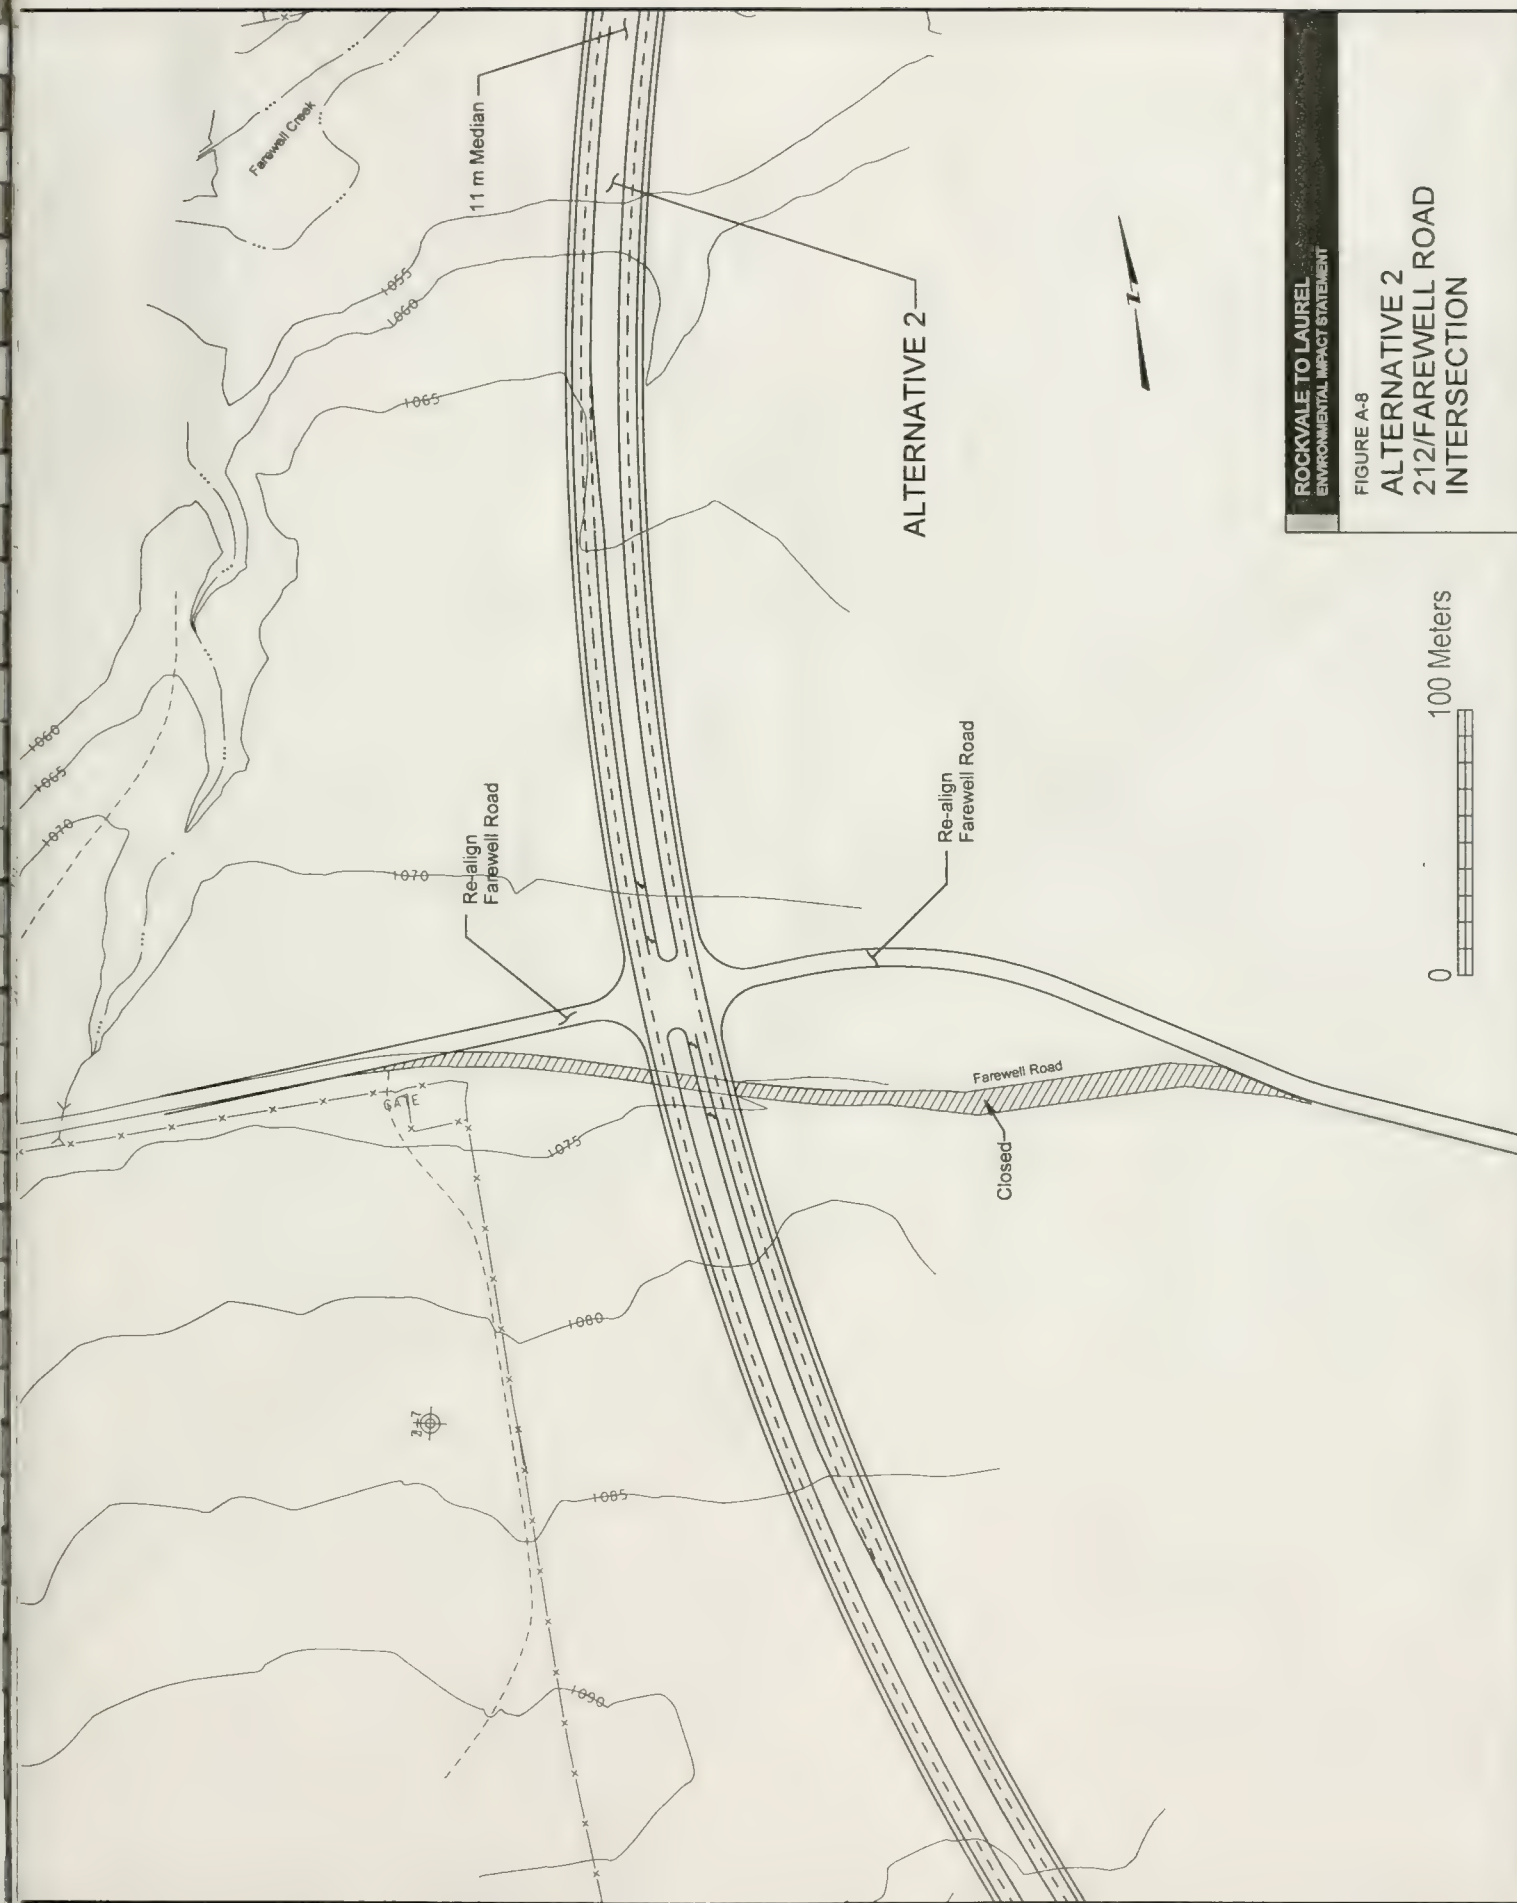 Farewell Creek
11 m Median
1055
1060
1065
ALTERNATIVE 2
1060
1065
1070
1070
Re-align
Farewell Road
Re-align
Farewell Road
GATE
Farewell Road
Closed
1075
1080
1085
1090
0
100 Meters
ROCKVALE TO LAUREL
ENVIRONMENTAL IMPACT STATEMENT
FIGURE A-8
ALTERNATIVE 2
212/FAREWELL ROAD
INTERSECTION